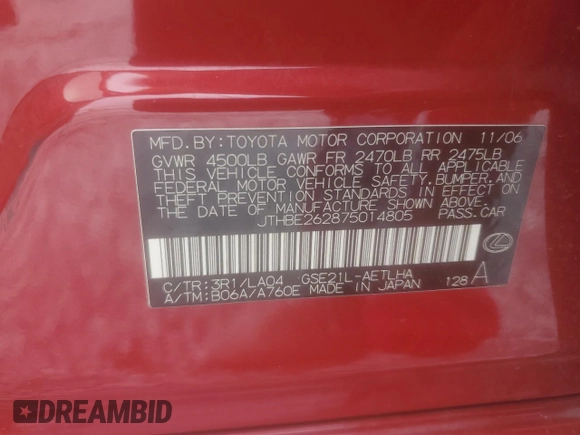 MFD.BY:TOYOTA MOTOR CORPORATION 11/06
GVWR 4500LB GAWR FR 2470LB RR 2475LB
THIS VEHICLE CONFORMS TO ALL APPLICABLE
FEDERAL MOTOR VEHICLE SAFETY,BUMPER,AND
THEFT PREVENTION STANDARDS IN EFFECT ON
THE DATE OF MANUFACTURE SHOWN ABOVE.
JTHBE262875014805 PASS.CAR
C/TR:3R1/LA04 GSE21L-AETLHA
A/TM:B06A/A760E MADE IN JAPAN 128 A
DREAMBID